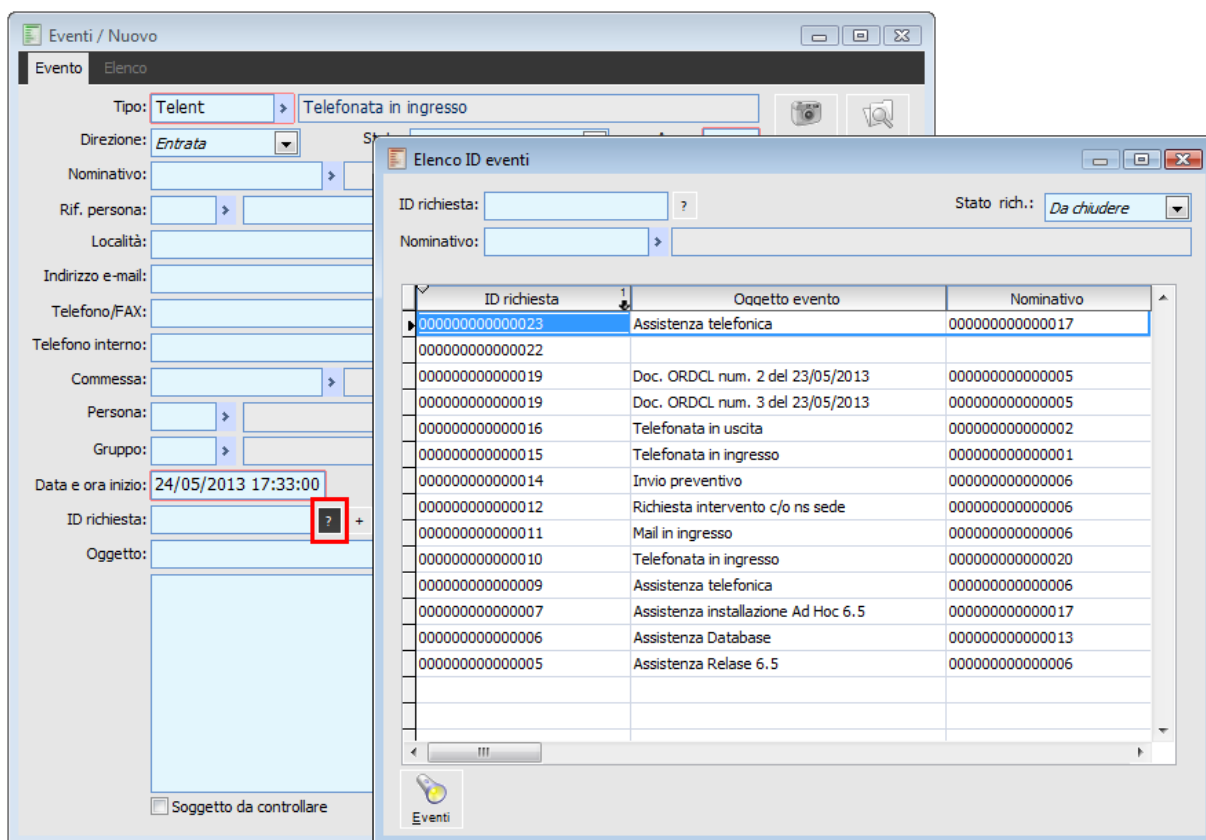 Eventi / Nuovo
Evento Elenco
Tipo: Telent Telefonata in ingresso
Direzione: Entrata
Nominativo:
Rif. persona:
Località:
Indirizzo e-mail:
Telefono/FAX:
Telefono interno:
Commessa:
Persona:
Gruppo:
Data e ora inizio: 24/05/2013 17:33:00
ID richiesta: ? +
Oggetto:
Soggetto da controllare
Elenco ID eventi
ID richiesta: ? Stato rich.: Da chiudere
Nominativo:
ID richiesta 1 Oggetto evento Nominativo
000000000000023 Assistenza telefonica 000000000000017
000000000000022
000000000000019 Doc. ORDCL num. 2 del 23/05/2013 000000000000005
000000000000019 Doc. ORDCL num. 3 del 23/05/2013 000000000000005
000000000000016 Telefonata in uscita 000000000000002
000000000000015 Telefonata in ingresso 000000000000001
000000000000014 Invio preventivo 000000000000006
000000000000012 Richiesta intervento c/o ns sede 000000000000006
000000000000011 Mail in ingresso 000000000000006
000000000000010 Telefonata in ingresso 000000000000020
000000000000009 Assistenza telefonica 000000000000006
000000000000007 Assistenza installazione Ad Hoc 6.5 000000000000017
000000000000006 Assistenza Database 000000000000013
000000000000005 Assistenza Relase 6.5 000000000000006
Eventi